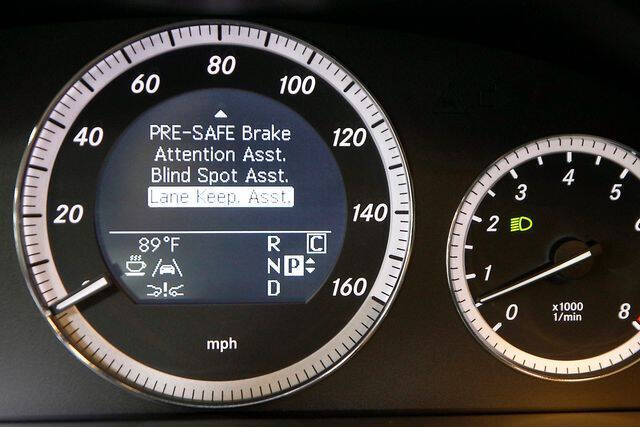 80
60
100
40
120
20
140
160
PRE-SAFE Brake
Attention Asst.
Blind Spot Asst.
Lane Keep. Asst.
89°F
R C
N P
D
mph
4
3
5
2
1
0
8
x1000
1/min